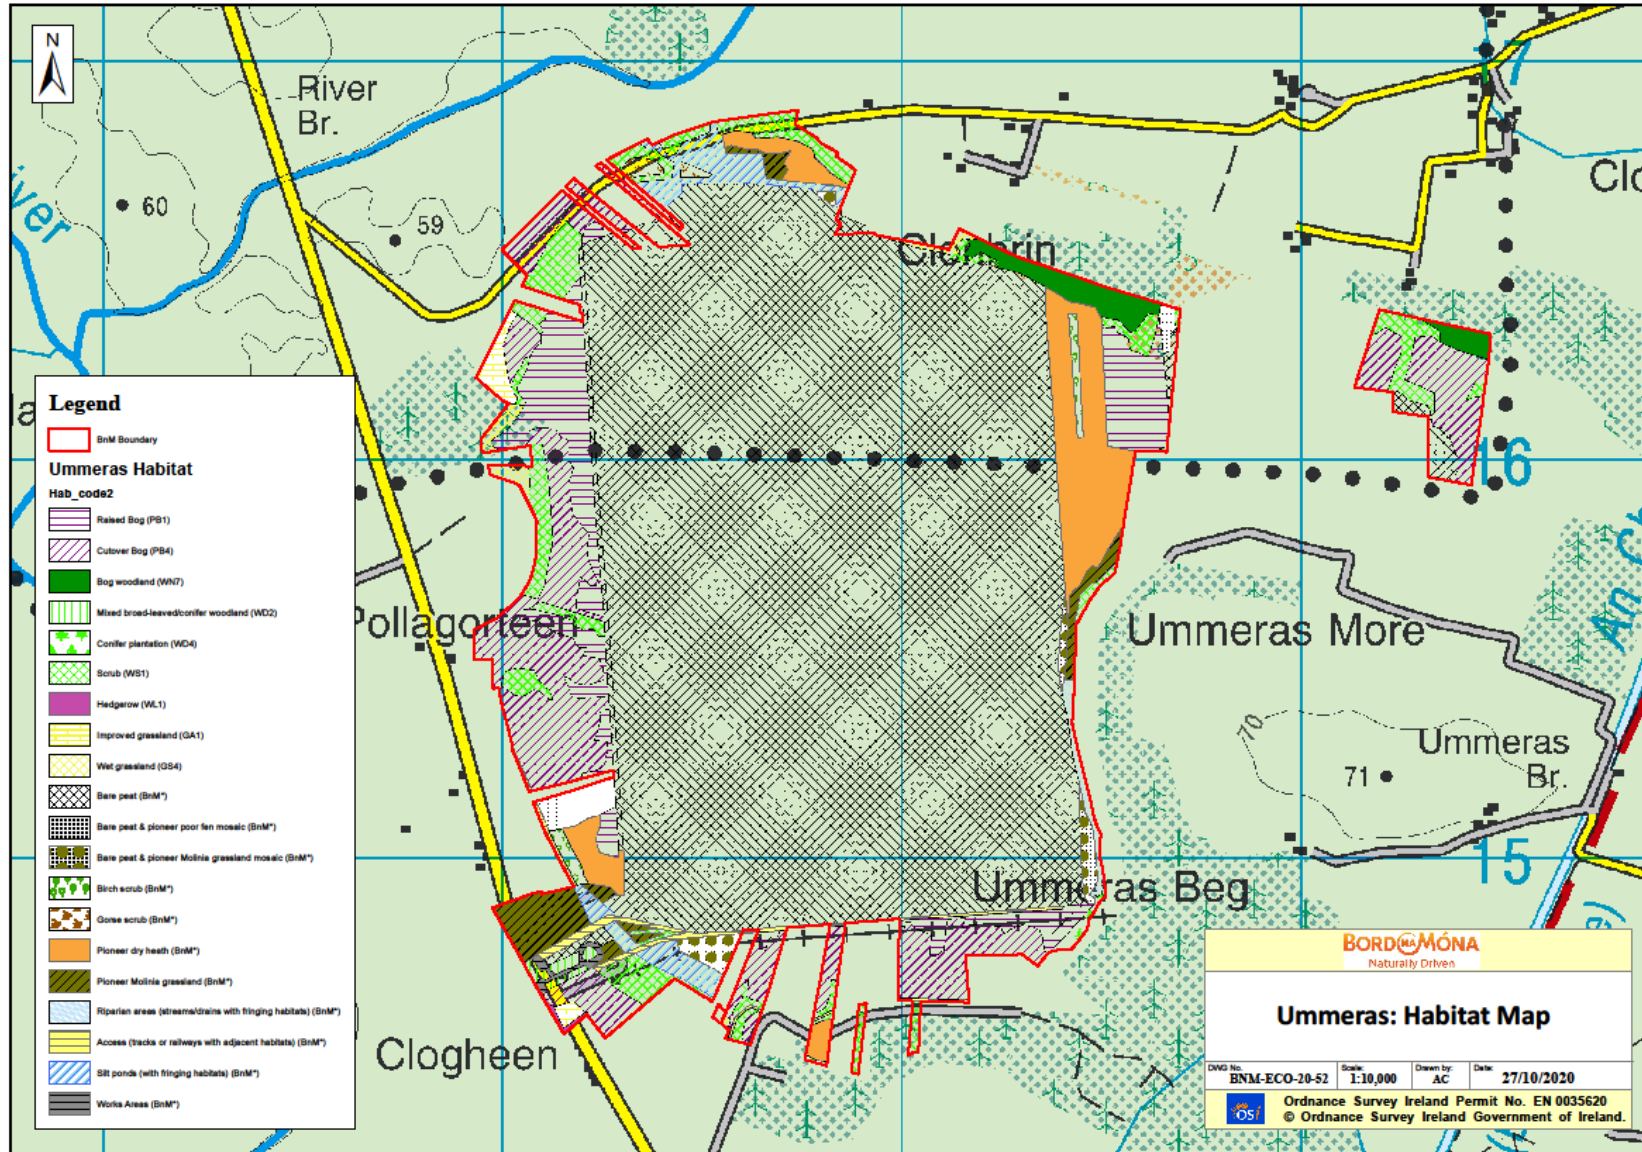 N
River
Br.
17
Clo
iver
60
59
Clonbrin
la
Legend
BnM Boundary
Ummeras Habitat
Hab_code2
Raised Bog (PB1)
Cutover Bog (PB4)
Bog woodland (WN7)
Mixed broad-leaved/conifer woodland (WD2)
Conifer plantation (WD4)
Scrub (WS1)
Hedgerow (WL1)
Improved grassland (GA1)
Wet grassland (GS4)
Bare peat (BnM*)
Bare peat & pioneer poor fen mosaic (BnM*)
Bare peat & pioneer Molinia grassland mosaic (BnM*)
Birch scrub (BnM*)
Gorse scrub (BnM*)
Pioneer dry heath (BnM*)
Pioneer Molinia grassland (BnM*)
Riparian areas (streams/drains with fringing habitats) (BnM*)
Access (tracks or railways with adjacent habitats) (BnM*)
Silt ponds (with fringing habitats) (BnM*)
Works Areas (BnM*)
16
Pollagorteen
Ummeras More
An C
70
71
Ummeras
Br.
15
Ummeras Beg
Clogheen
BORD NA MÓNA
Naturally Driven
Ummeras: Habitat Map
DWG No.
BNM-ECO-20-52
Scale:
1:10,000
Drawn by:
AC
Date:
27/10/2020
OSi
Ordnance Survey Ireland Permit No. EN 0035620
© Ordnance Survey Ireland Government of Ireland.